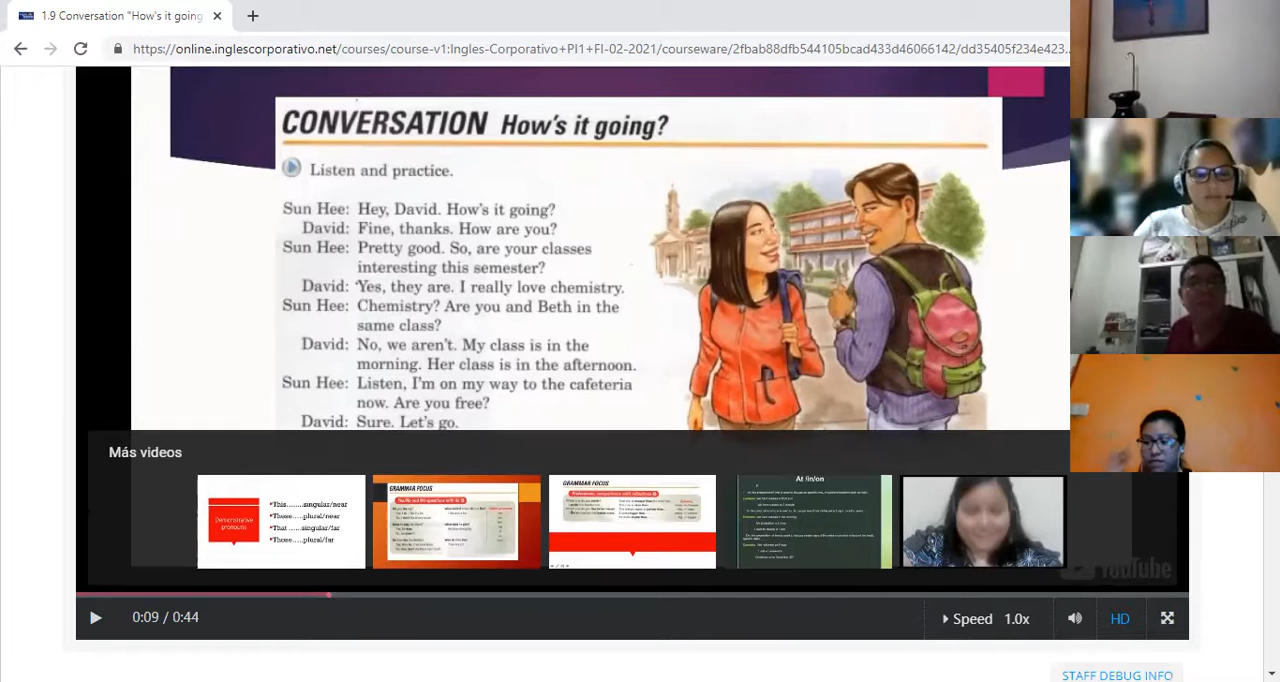 1.9 Conversation "How's it going
https://online.inglescorporativo.net/courses/course-v1:Ingles-Corporativo+PI1+FI-02-2021/courseware/2fbab88dfb544105bcad433d46066142/dd35405f234e423...
CONVERSATION How's it going?
Listen and practice.
Sun Hee: Hey, David. How's it going?
David: Fine, thanks. How are you?
Sun Hee: Pretty good. So, are your classes
interesting this semester?
David: Yes, they are. I really love chemistry.
Sun Hee: Chemistry? Are you and Beth in the
same class?
David: No, we aren't. My class is in the
morning. Her class is in the afternoon.
Sun Hee: Listen, I'm on my way to the cafeteria
now. Are you free?
David: Sure. Let's go.
Más videos
Demonstrative
pronouns
•This......singular/near
•These.....plural/near
•That .....singular/far
•Those....plural/far
GRAMMAR FOCUS
GRAMMAR FOCUS
At /in/on
YouTube
0:09 / 0:44
Speed 1.0x
HD
STAFF DEBUG INFO